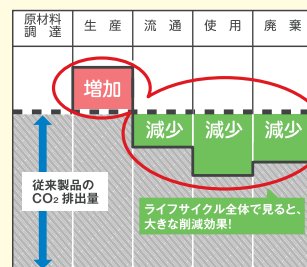 原材料
調 達
生 産
流 通
使 用
廃 棄
増加
減少
減少
減少
従来製品の
CO₂ 排出量
ライフサイクル全体で見ると、
大きな削減効果!